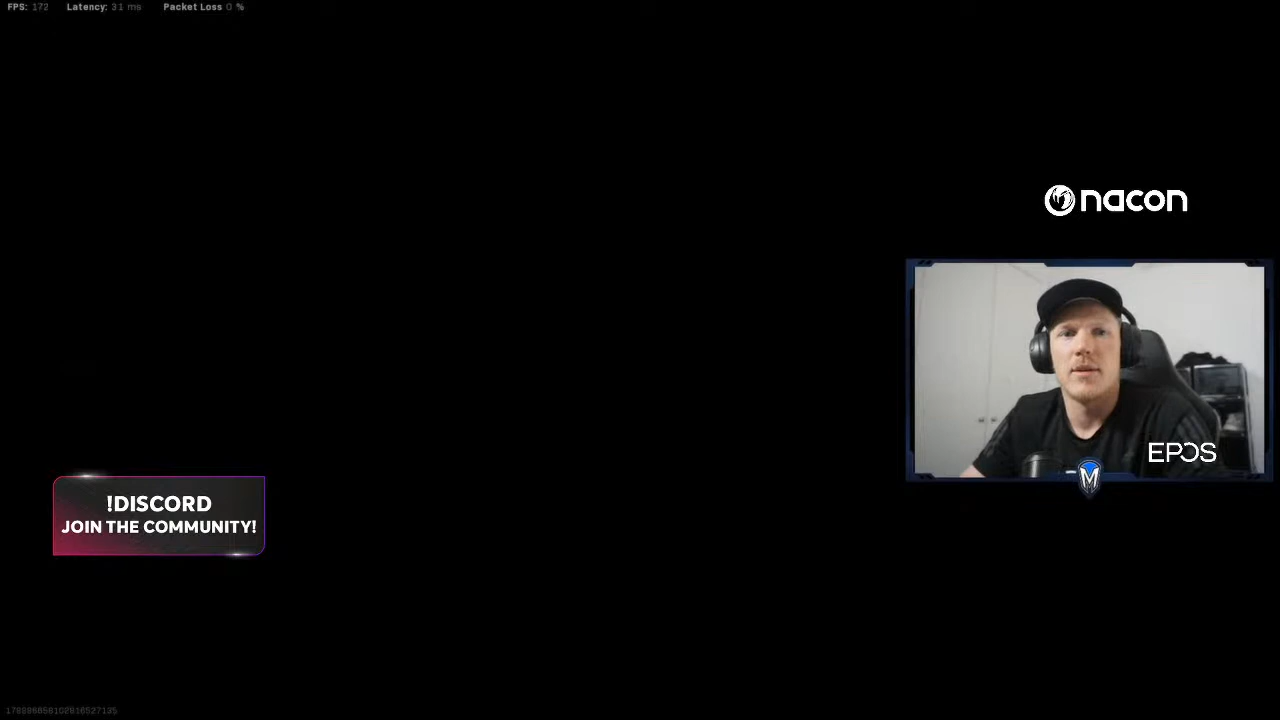 FPS: 172 Latency: 31 ms Packet Loss 0 %
nacon
EPOS
!DISCORD
JOIN THE COMMUNITY!